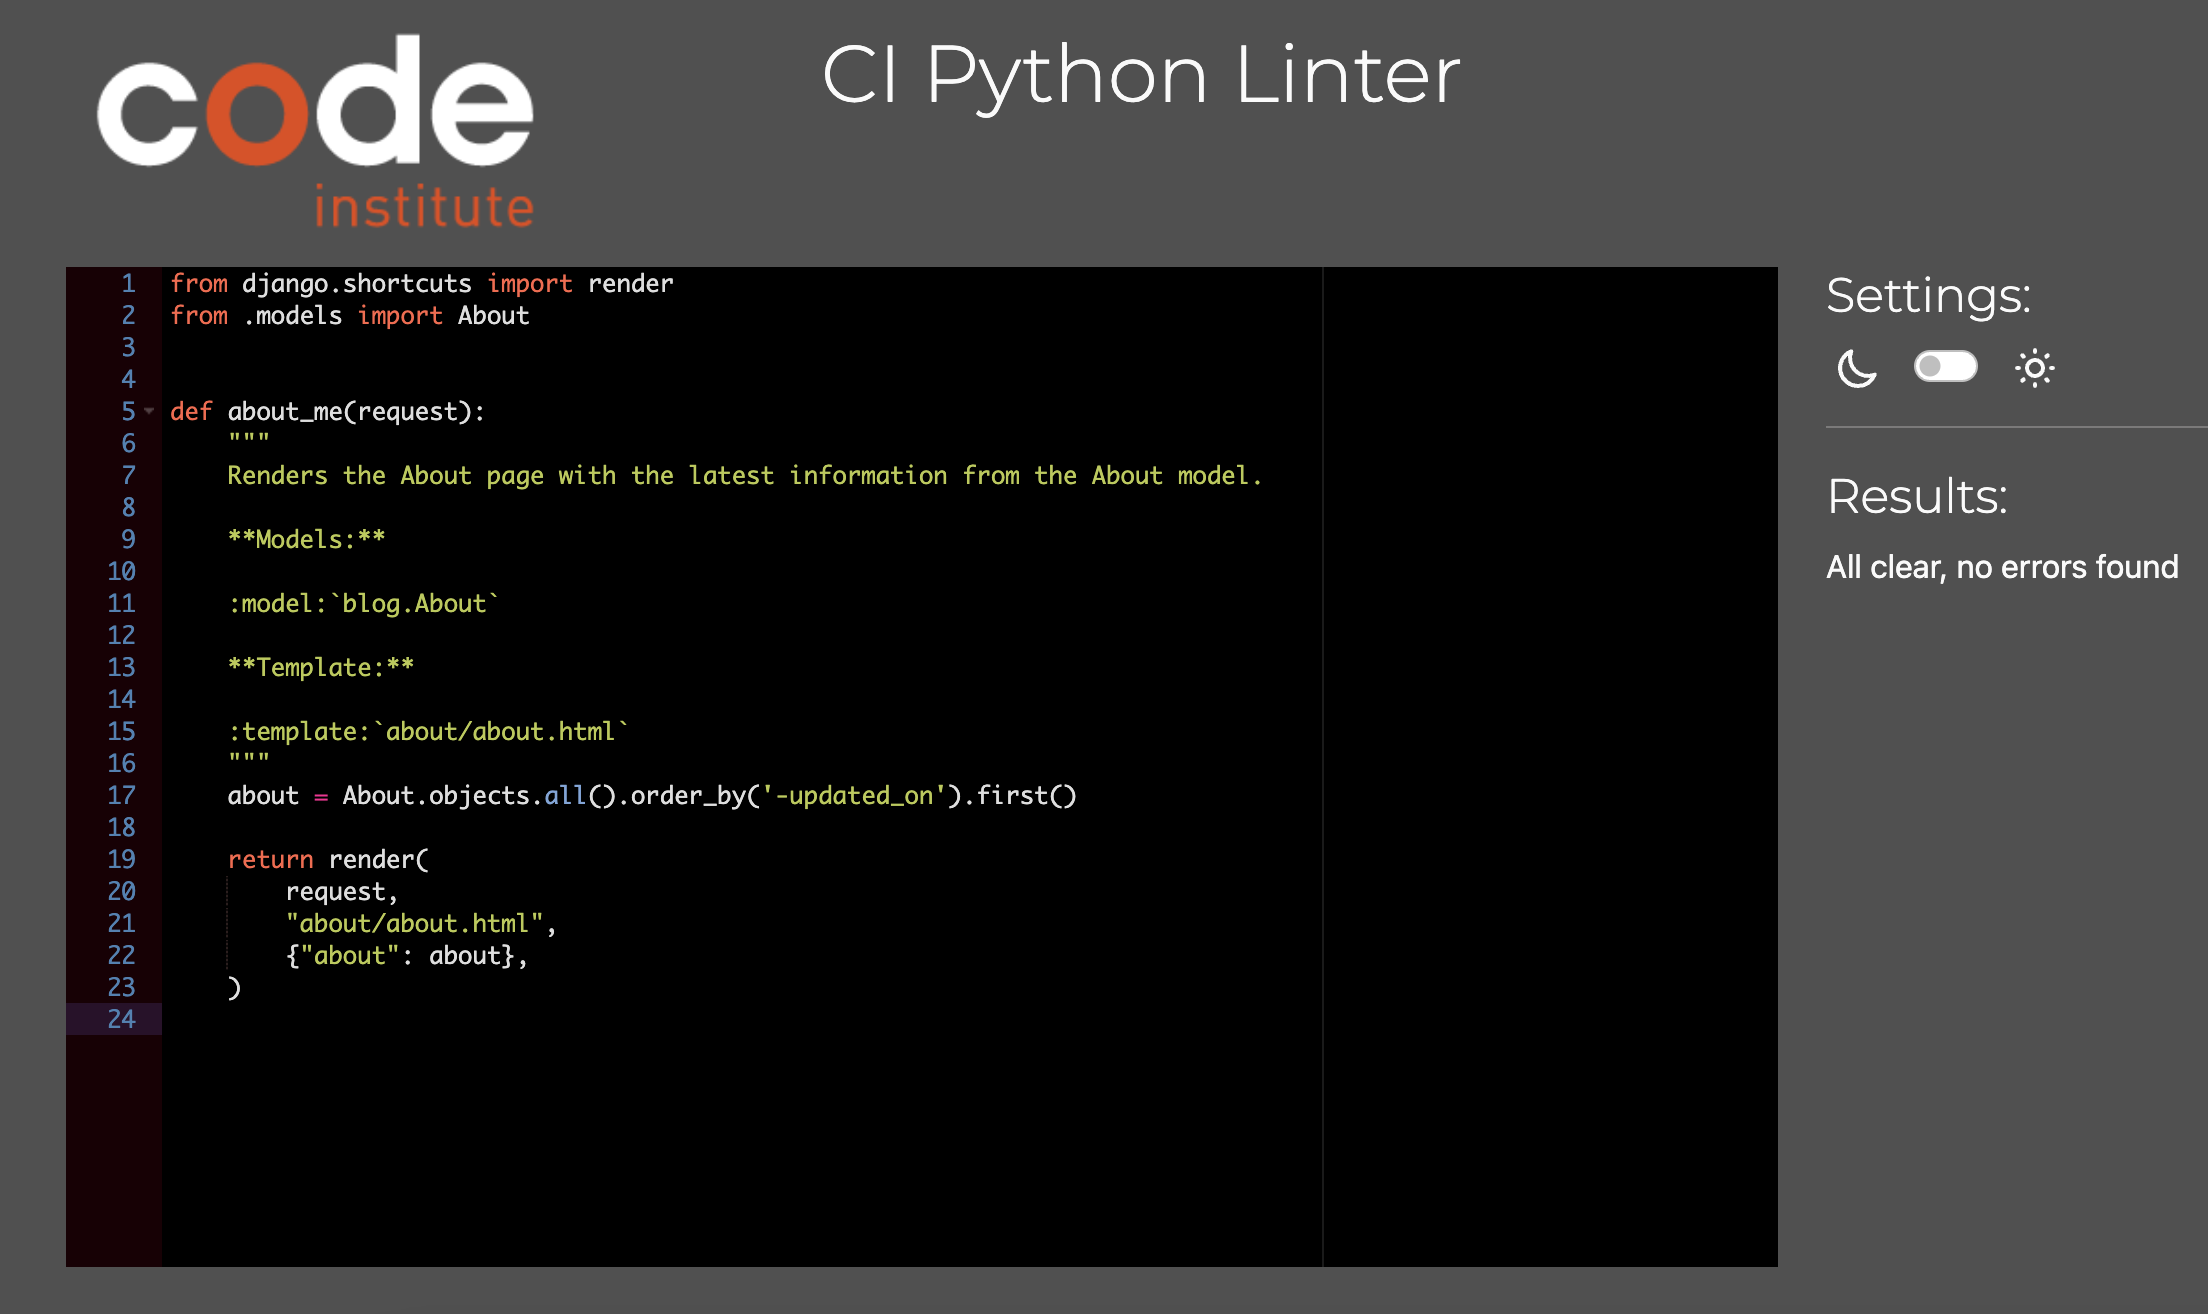 code
institute
CI Python Linter
1 from django.shortcuts import render
2 from .models import About
3
4
5 def about_me(request):
6     """
7     Renders the About page with the latest information from the About model.
8
9     **Models:**
10
11     :model:`blog.About`
12
13     **Template:**
14
15     :template:`about/about.html`
16     """
17     about = About.objects.all().order_by('-updated_on').first()
18
19     return render(
20         request,
21         "about/about.html",
22         {"about": about},
23     )
24
Settings:
Results:
All clear, no errors found